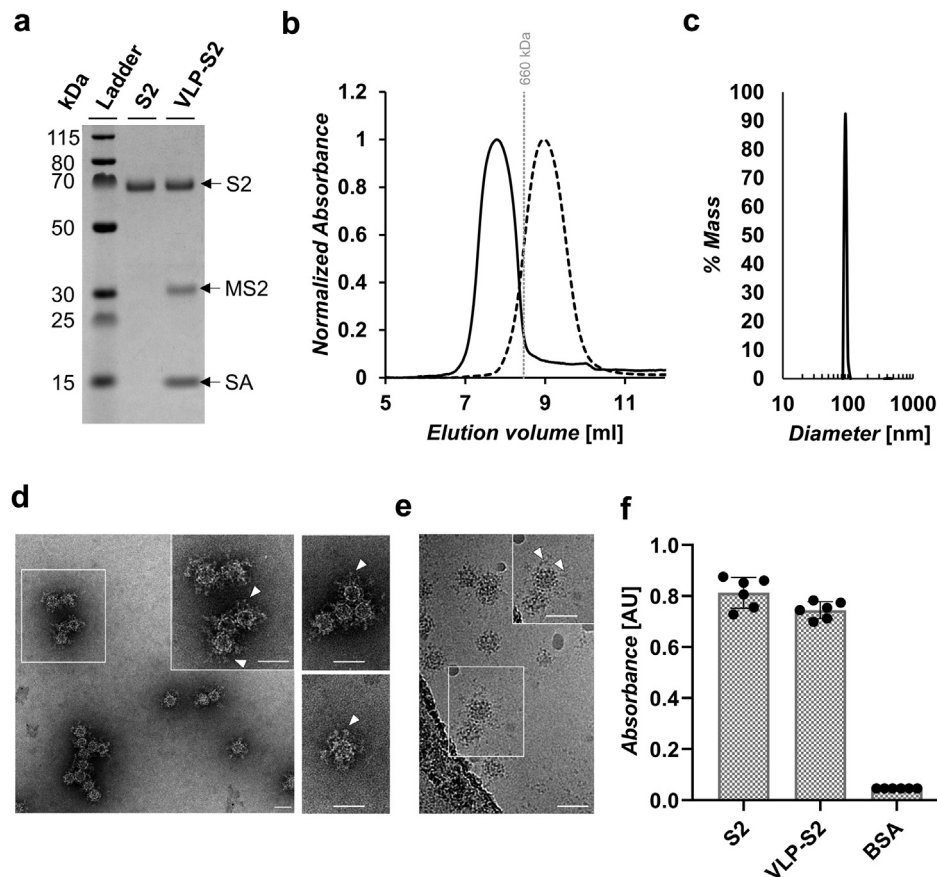 a
kDa
Ladder
S2
VLP-S2
115
80
70
50
30
25
15
S2
MS2
SA
b
660 kDa
Normalized Absorbance
1.2
1
0.8
0.6
0.4
0.2
0
5
7
9
11
Elution volume [ml]
c
% Mass
100
90
80
70
60
50
40
30
20
10
0
10
100
1000
Diameter [nm]
d
e
f
Absorbance [AU]
1.0
0.8
0.6
0.4
0.2
0.0
S2
VLP-S2
BSA